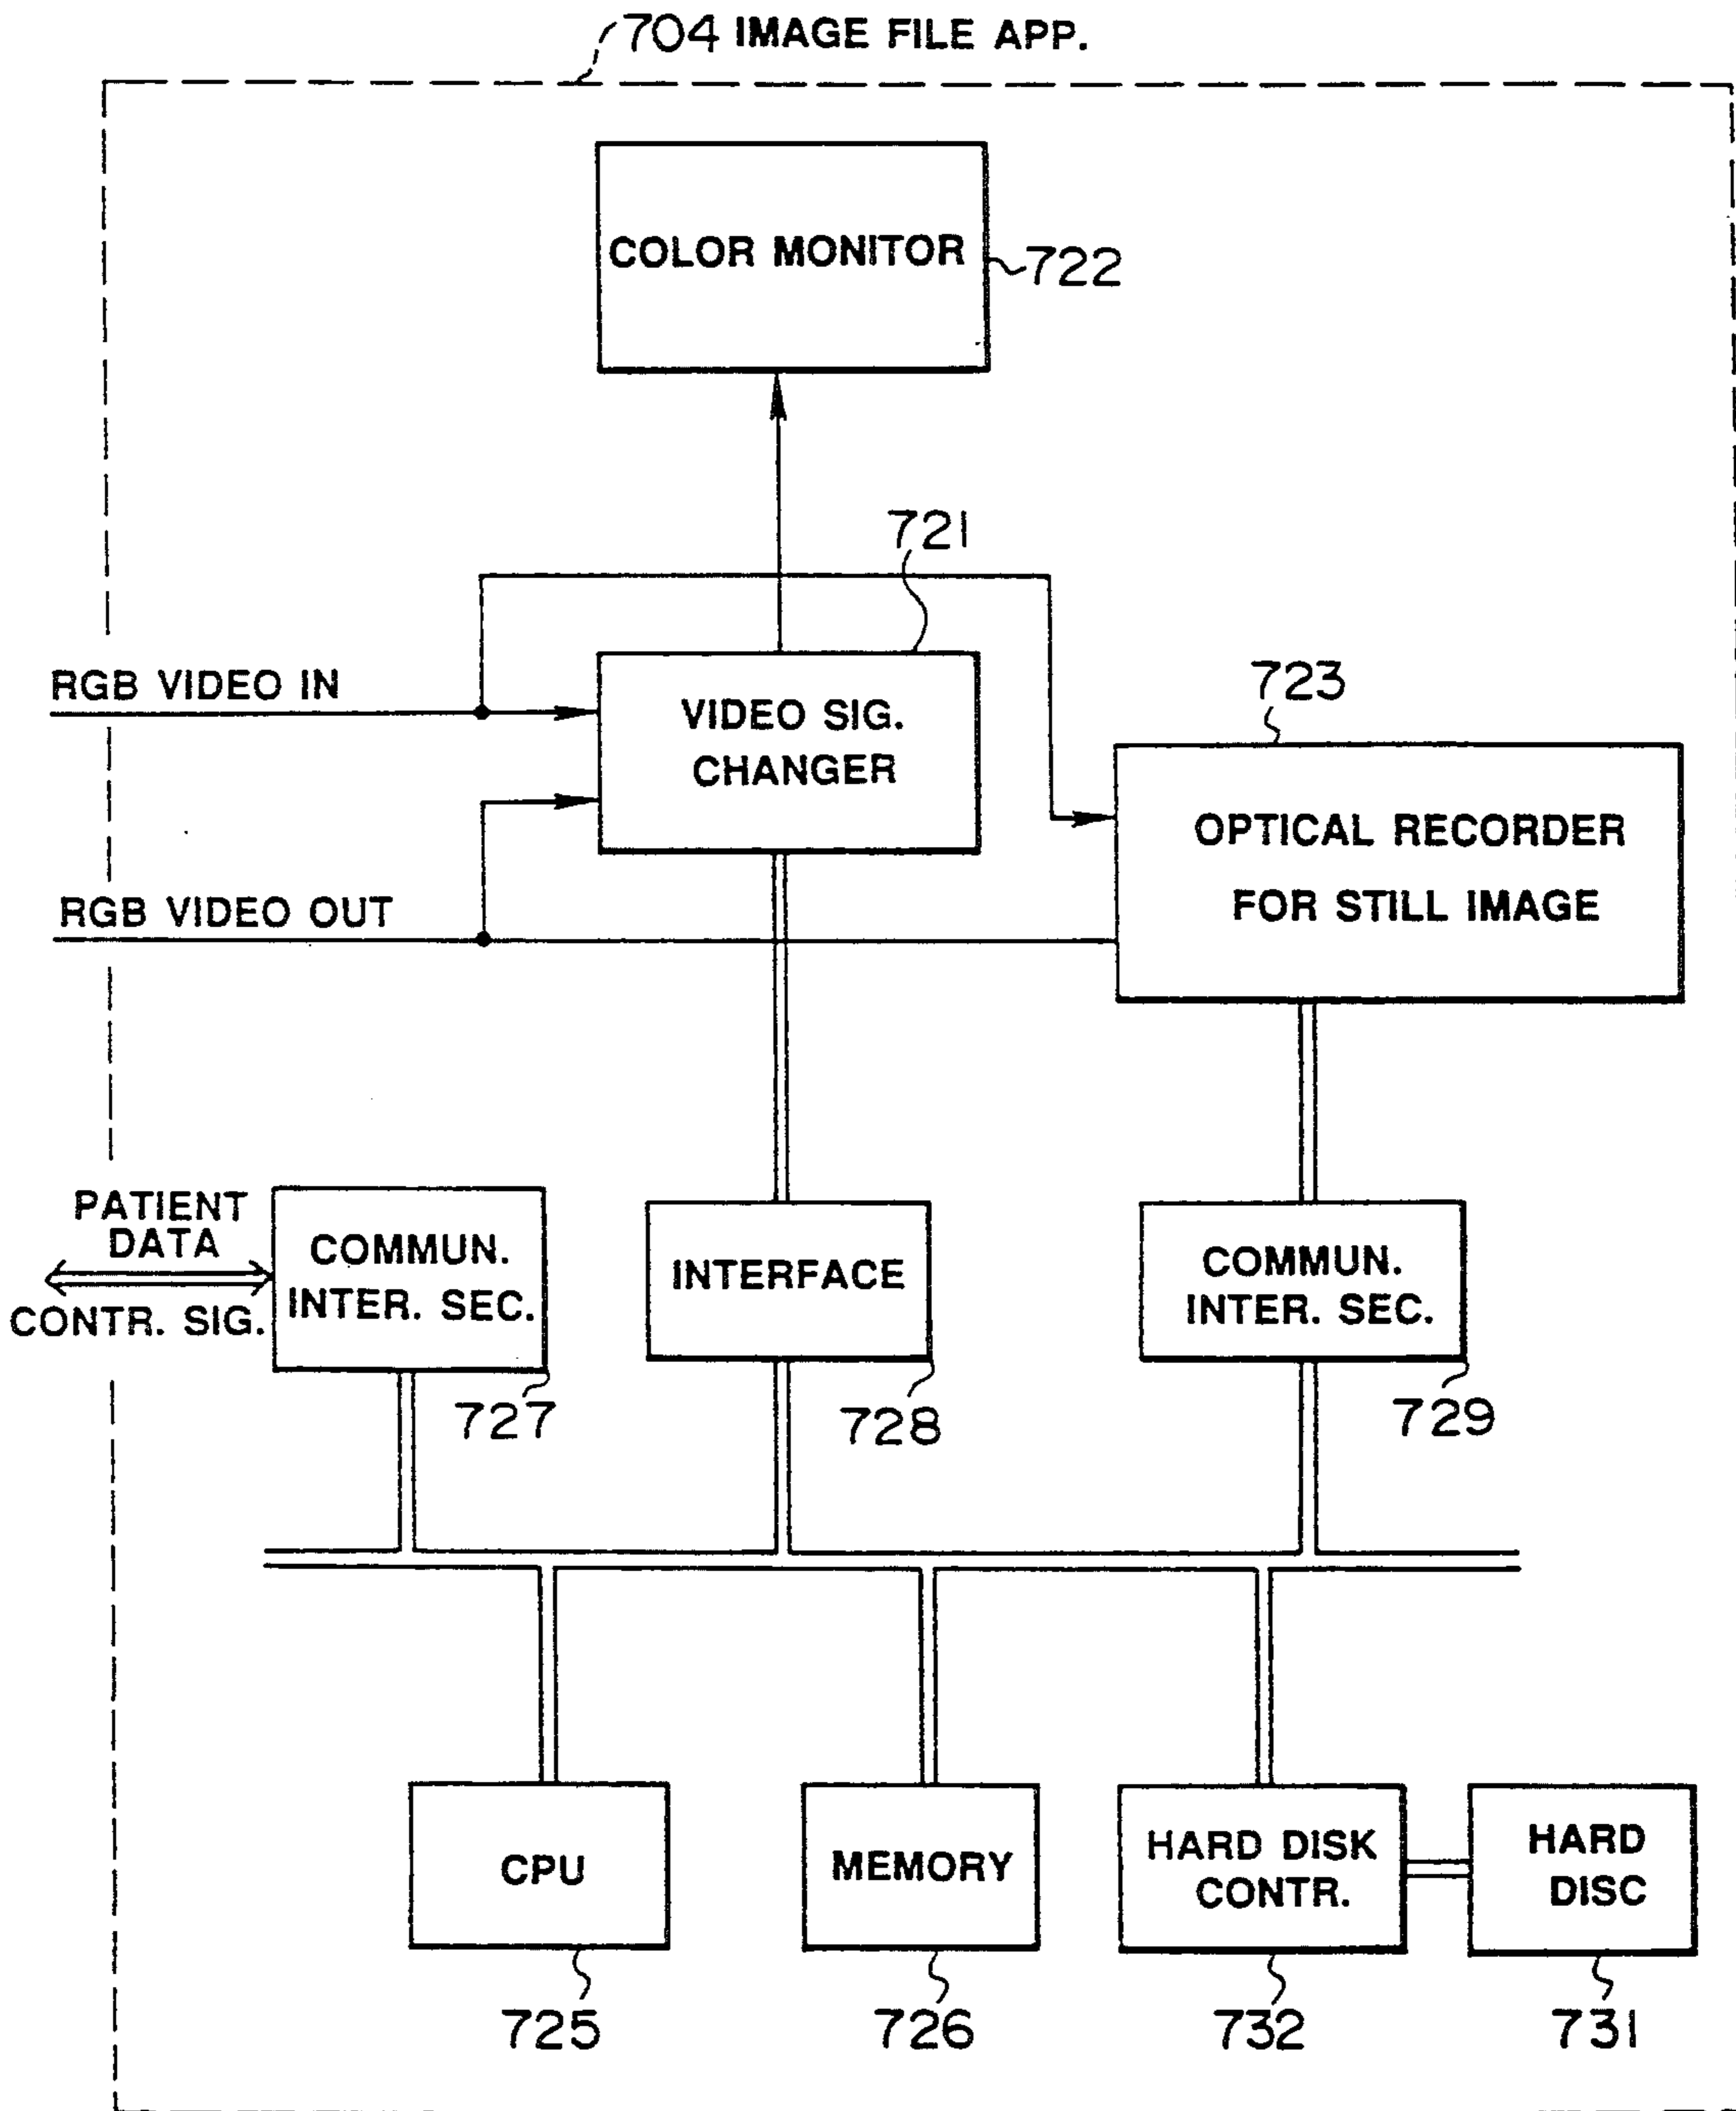 704 IMAGE FILE APP.
COLOR MONITOR
722
721
RGB VIDEO IN
VIDEO SIG.
CHANGER
723
OPTICAL RECORDER
FOR STILL IMAGE
RGB VIDEO OUT
PATIENT
DATA
CONTR. SIG.
COMMUN.
INTER. SEC.
727
INTERFACE
728
COMMUN.
INTER. SEC.
729
CPU
725
MEMORY
726
HARD DISK
CONTR.
732
HARD
DISC
731